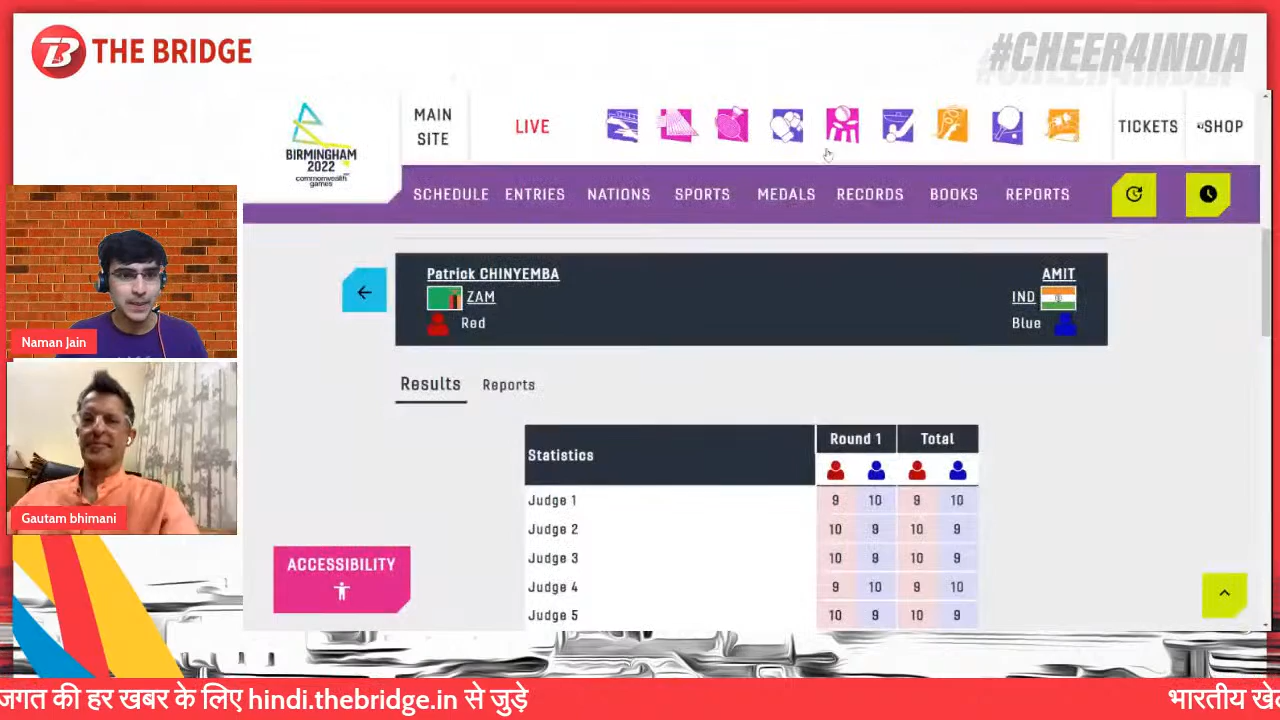 THE BRIDGE
#CHEER4INDIA
BIRMINGHAM
2022
commonwealth
games
MAIN
SITE
LIVE
TICKETS
SHOP
SCHEDULE ENTRIES NATIONS SPORTS MEDALS RECORDS BOOKS REPORTS
Patrick CHINYEMBA
AMIT
ZAM
IND
Red
Blue
Naman Jain
Results Reports
Statistics
Round 1 Total
Judge 1 9 10 9 10
Judge 2 10 9 10 9
Judge 3 10 9 10 9
Judge 4 9 10 9 10
Judge 5 10 9 10 9
Gautam bhimani
ACCESSIBILITY
जगत की हर खबर के लिए hindi.thebridge.in से जुड़े
भारतीय खे